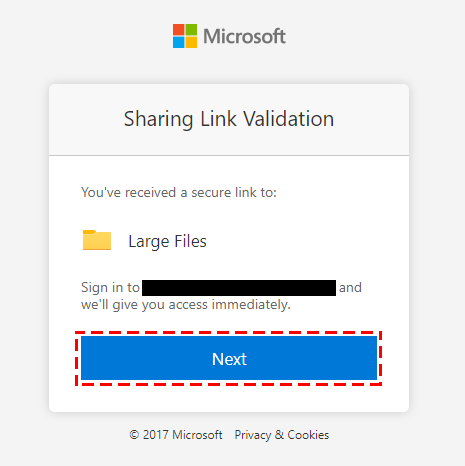 Microsoft
Sharing Link Validation
You've received a secure link to:
Large Files
Sign in to and
we'll give you access immediately.
Next
© 2017 Microsoft Privacy & Cookies